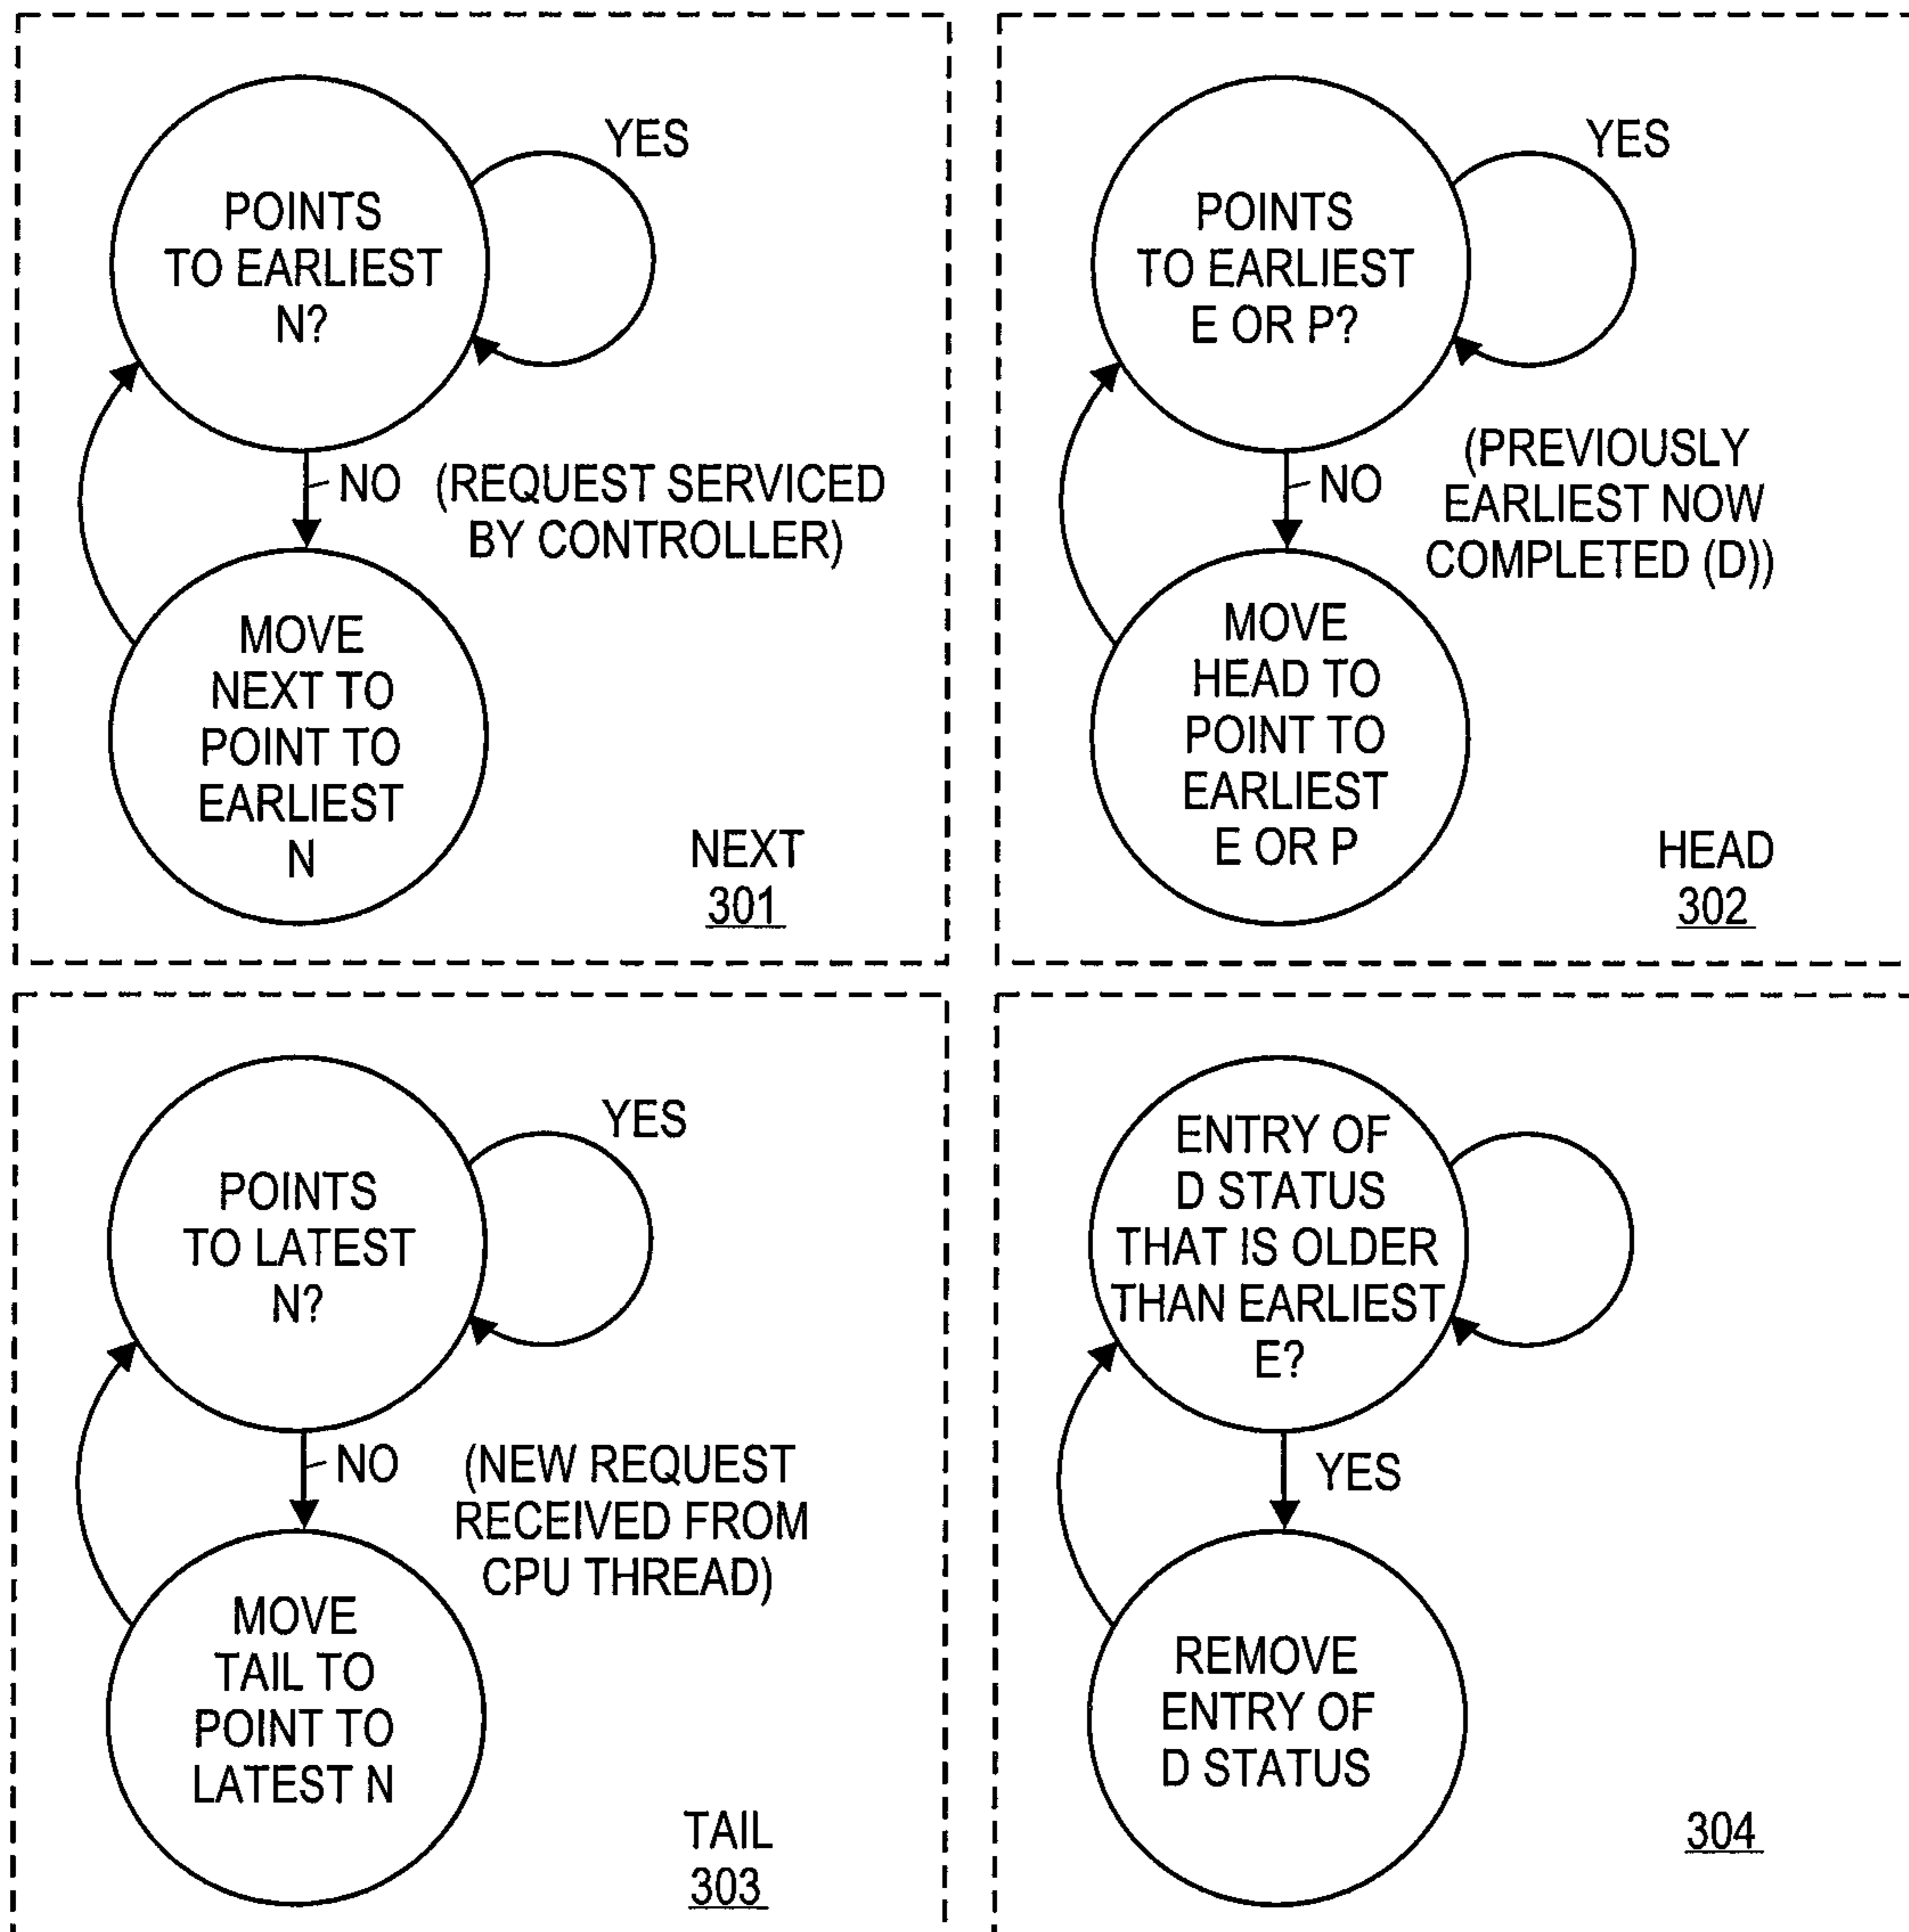 POINTS
TO EARLIEST
N?
YES
NO
(REQUEST SERVICED
BY CONTROLLER)
MOVE
NEXT TO
POINT TO
EARLIEST
N
NEXT
301
POINTS
TO EARLIEST
E OR P?
YES
NO
(PREVIOUSLY
EARLIEST NOW
COMPLETED (D))
MOVE
HEAD TO
POINT TO
EARLIEST
E OR P
HEAD
302
POINTS
TO LATEST
N?
YES
NO
(NEW REQUEST
RECEIVED FROM
CPU THREAD)
MOVE
TAIL TO
POINT TO
LATEST N
TAIL
303
ENTRY OF
D STATUS
THAT IS OLDER
THAN EARLIEST
E?
YES
REMOVE
ENTRY OF
D STATUS
304